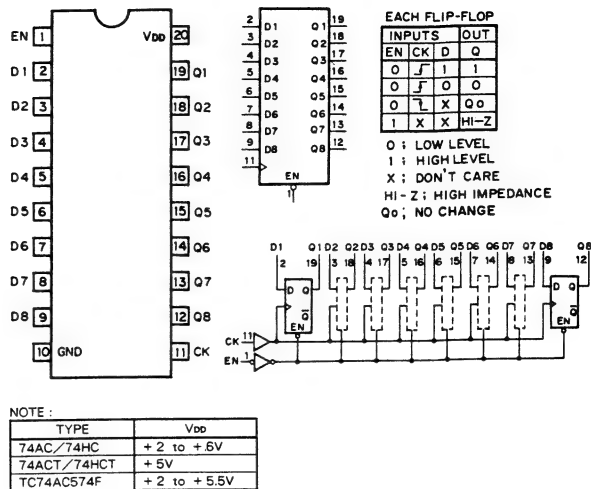 EN 1
VDD 20
D1 2
19 Q1
D2 3
18 Q2
D3 4
17 Q3
D4 5
16 Q4
D5 6
15 Q5
D6 7
14 Q6
D7 8
13 Q7
D8 9
12 Q8
10 GND
11 CK
2 D1 Q1 19
3 D2 Q2 18
4 D3 Q3 17
5 D4 Q4 16
6 D5 Q5 15
7 D6 Q6 14
8 D7 Q7 13
9 D8 Q8 12
11
EN
1
EACH FLIP-FLOP
INPUTS OUT
EN CK D Q
0 1 1
0 0 0
0 X Qo
1 X X HI-Z
0 ; LOW LEVEL
1 ; HIGH LEVEL
X ; DON'T CARE
HI-Z ; HIGH IMPEDANCE
Qo ; NO CHANGE
D1 Q1 D2 Q2 D3 Q3 D4 Q4 D5 Q5 D6 Q6 D7 Q7 D8 Q8
2 19 3 18 4 17 5 16 6 15 7 14 8 13 9 12
D Q
Q
EN
D Q
Q
EN
CK 11
EN 1
NOTE :
TYPE VDD
74AC/74HC + 2 to + .6V
74ACT/74HCT + 5V
TC74AC574F + 2 to + 5.5V